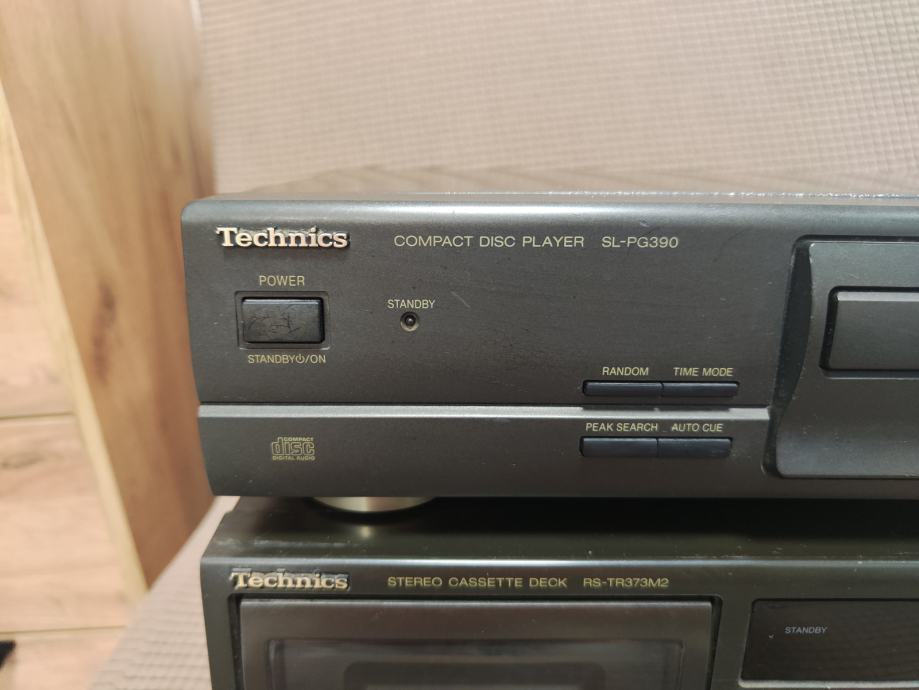 Technics COMPACT DISC PLAYER SL-PG390
POWER
STANDBY
STANDBY⏻/ON
RANDOM TIME MODE
PEAK SEARCH AUTO CUE
COMPACT
disc
DIGITAL AUDIO
Technics STEREO CASSETTE DECK RS-TR373M2
STANDBY